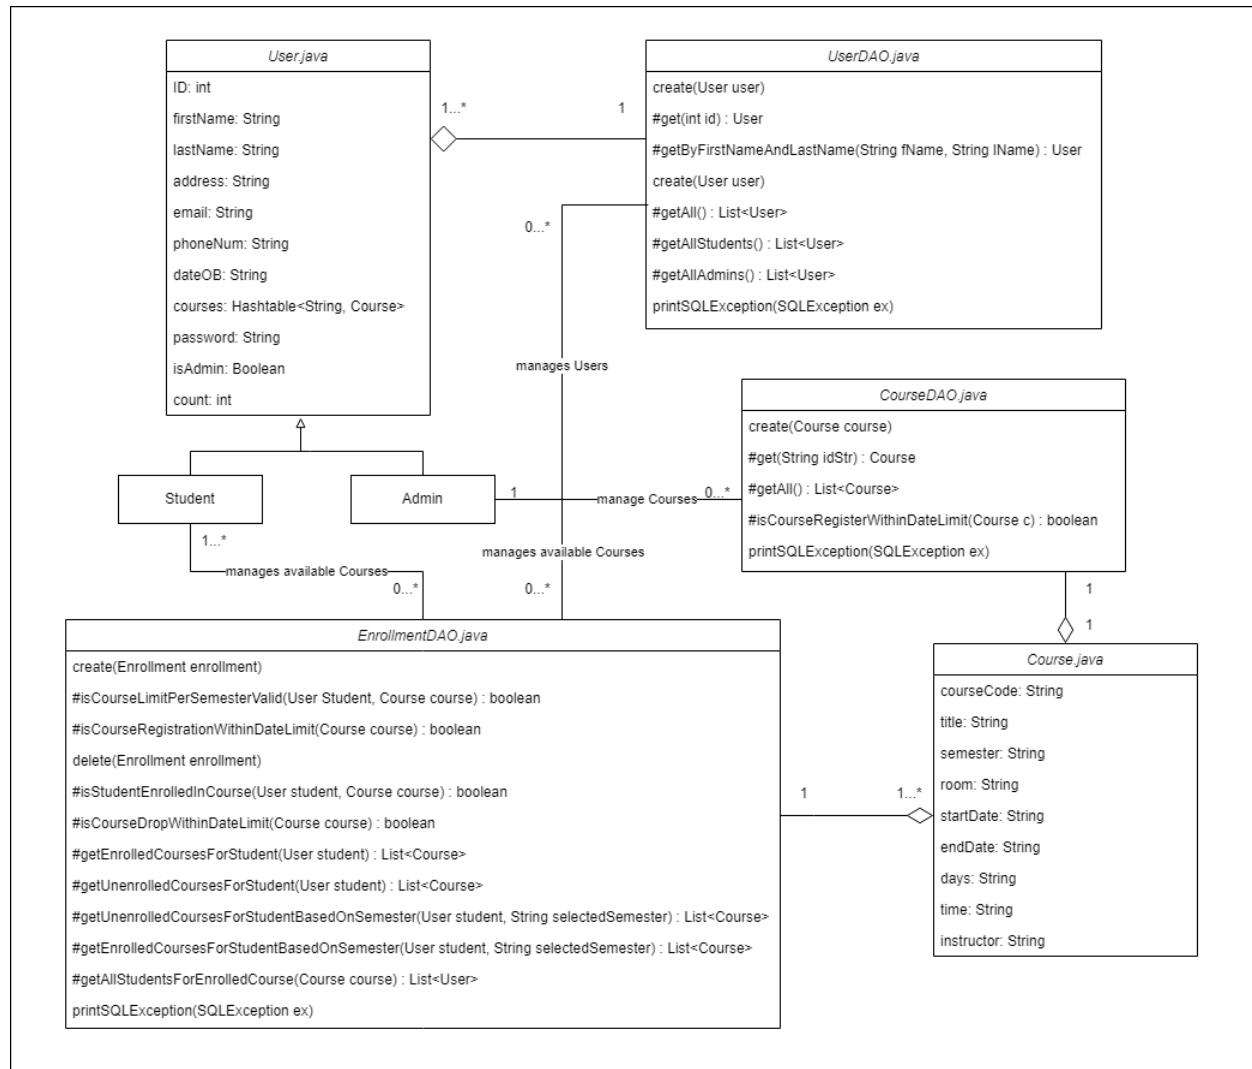 User.java
ID: int
firstName: String
lastName: String
address: String
email: String
phoneNum: String
dateOB: String
courses: Hashtable<String, Course>
password: String
isAdmin: Boolean
count: int
1...*
1
UserDAO.java
create(User user)
#get(int id) : User
#getByFirstNameAndLastName(String fName, String lName) : User
create(User user)
#getAll() : List<User>
#getAllStudents() : List<User>
#getAllAdmins() : List<User>
printSQLException(SQLException ex)
0...*
manages Users
Student
Admin
1
manage Courses
0...*
CourseDAO.java
create(Course course)
#get(String idStr) : Course
#getAll() : List<Course>
#isCourseRegisterWithinDateLimit(Course c) : boolean
printSQLException(SQLException ex)
1...*
manages available Courses
0...*
manages available Courses
0...*
1
1
EnrollmentDAO.java
create(Enrollment enrollment)
#isCourseLimitPerSemesterValid(User Student, Course course) : boolean
#isCourseRegistrationWithinDateLimit(Course course) : boolean
delete(Enrollment enrollment)
#isStudentEnrolledInCourse(User student, Course course) : boolean
#isCourseDropWithinDateLimit(Course course) : boolean
#getEnrolledCoursesForStudent(User student) : List<Course>
#getUnenrolledCoursesForStudent(User student) : List<Course>
#getUnenrolledCoursesForStudentBasedOnSemester(User student, String selectedSemester) : List<Course>
#getEnrolledCoursesForStudentBasedOnSemester(User student, String selectedSemester) : List<Course>
#getAllStudentsForEnrolledCourse(Course course) : List<User>
printSQLException(SQLException ex)
1
1...*
Course.java
courseCode: String
title: String
semester: String
room: String
startDate: String
endDate: String
days: String
time: String
instructor: String